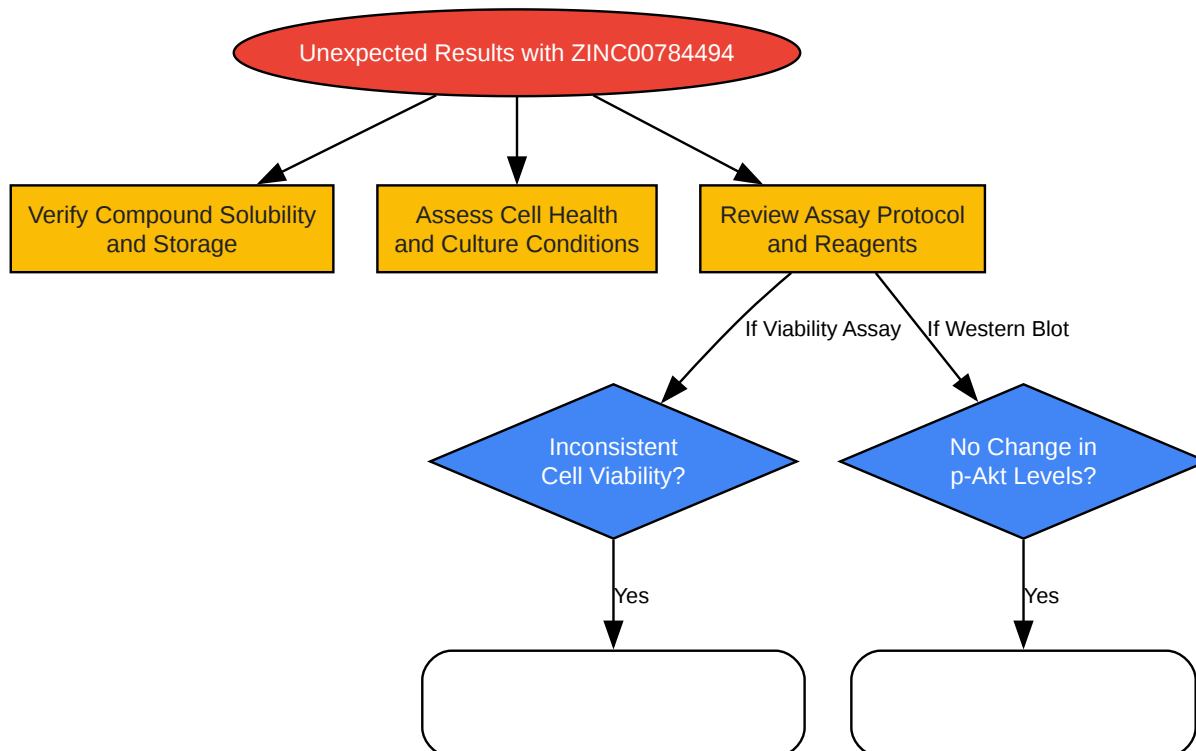 Unexpected Results with ZINC00784494
Verify Compound Solubility
and Storage
Assess Cell Health
and Culture Conditions
Review Assay Protocol
and Reagents
If Viability Assay
If Western Blot
Inconsistent
Cell Viability?
No Change in
p-Akt Levels?
Yes
Yes